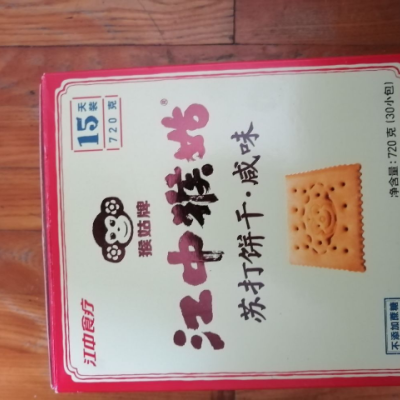 江中食疗
猴姑牌
15天装
720克
江中猴姑®
苏打饼干·咸味
不添加蔗糖
净含量:720克(30小包)